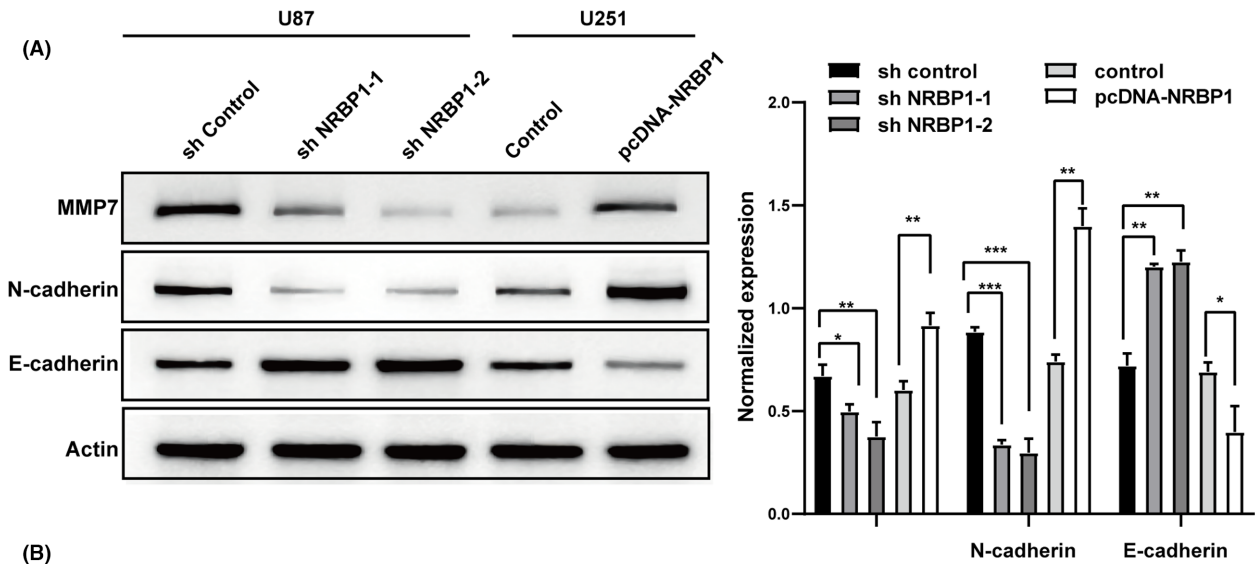 U87 U251
(A)
sh Control sh NRBP1-1 sh NRBP1-2 Control pcDNA-NRBP1
MMP7
N-cadherin
E-cadherin
Actin
sh control control
sh NRBP1-1 pcDNA-NRBP1
sh NRBP1-2
Normalized expression
2.0
1.5
1.0
0.5
0.0
* ** ** *** *** ** ** ** *
N-cadherin E-cadherin
(B)